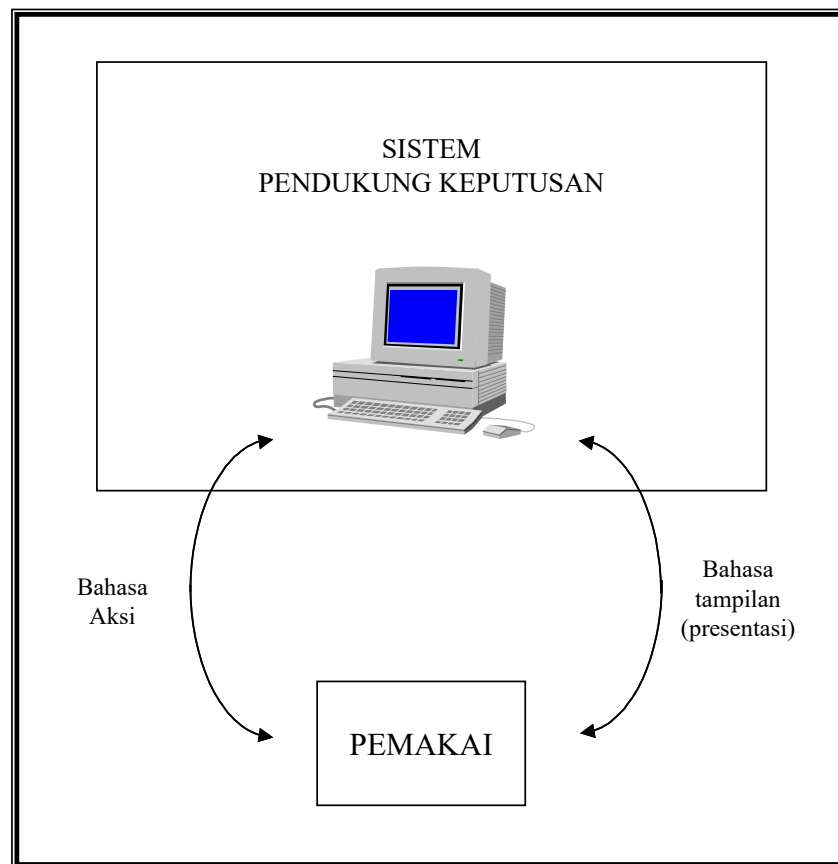 SISTEM
PENDUKUNG KEPUTUSAN
Bahasa
Aksi
Bahasa
tampilan
(presentasi)
PEMAKAI